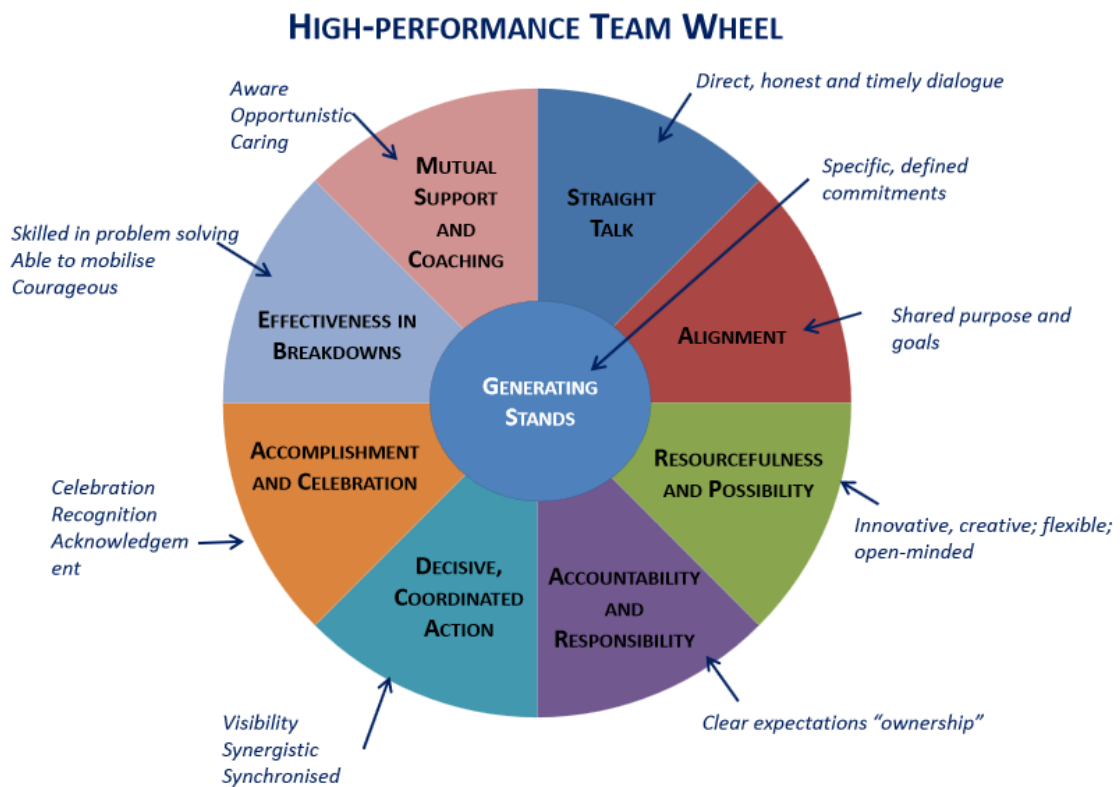 HIGH-PERFORMANCE TEAM WHEEL
Aware
Opportunistic
Caring
Direct, honest and timely dialogue
MUTUAL
SUPPORT
AND
COACHING
STRAIGHT
TALK
Specific, defined
commitments
Skilled in problem solving
Able to mobilise
Courageous
EFFECTIVENESS IN
BREAKDOWNS
ALIGNMENT
Shared purpose and
goals
GENERATING
STANDS
ACCOMPLISHMENT
AND CELEBRATION
RESOURCEFULNESS
AND POSSIBILITY
Celebration
Recognition
Acknowledgem
ent
Innovative, creative; flexible;
open-minded
DECISIVE,
COORDINATED
ACTION
ACCOUNTABILITY
AND
RESPONSIBILITY
Visibility
Synergistic
Synchronised
Clear expectations “ownership”